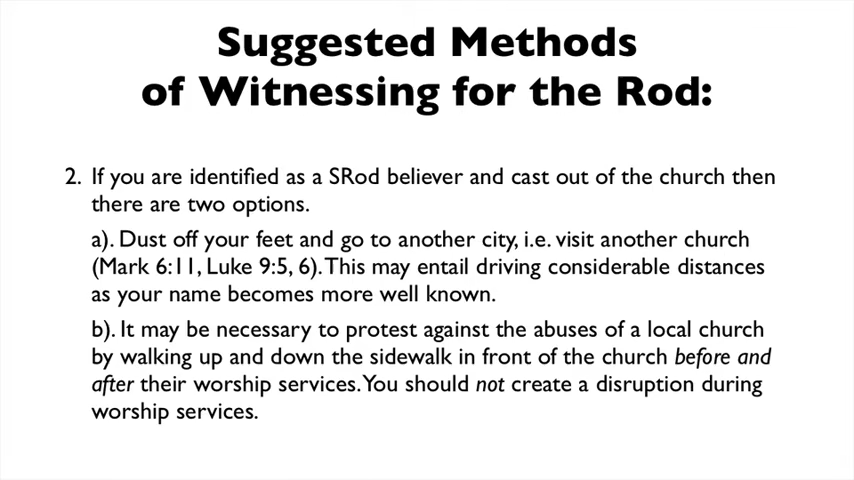 Suggested Methods
of Witnessing for the Rod:
2. If you are identified as a SRod believer and cast out of the church then
there are two options.
a). Dust off your feet and go to another city, i.e. visit another church
(Mark 6:11, Luke 9:5, 6). This may entail driving considerable distances
as your name becomes more well known.
b). It may be necessary to protest against the abuses of a local church
by walking up and down the sidewalk in front of the church before and
after their worship services. You should not create a disruption during
worship services.